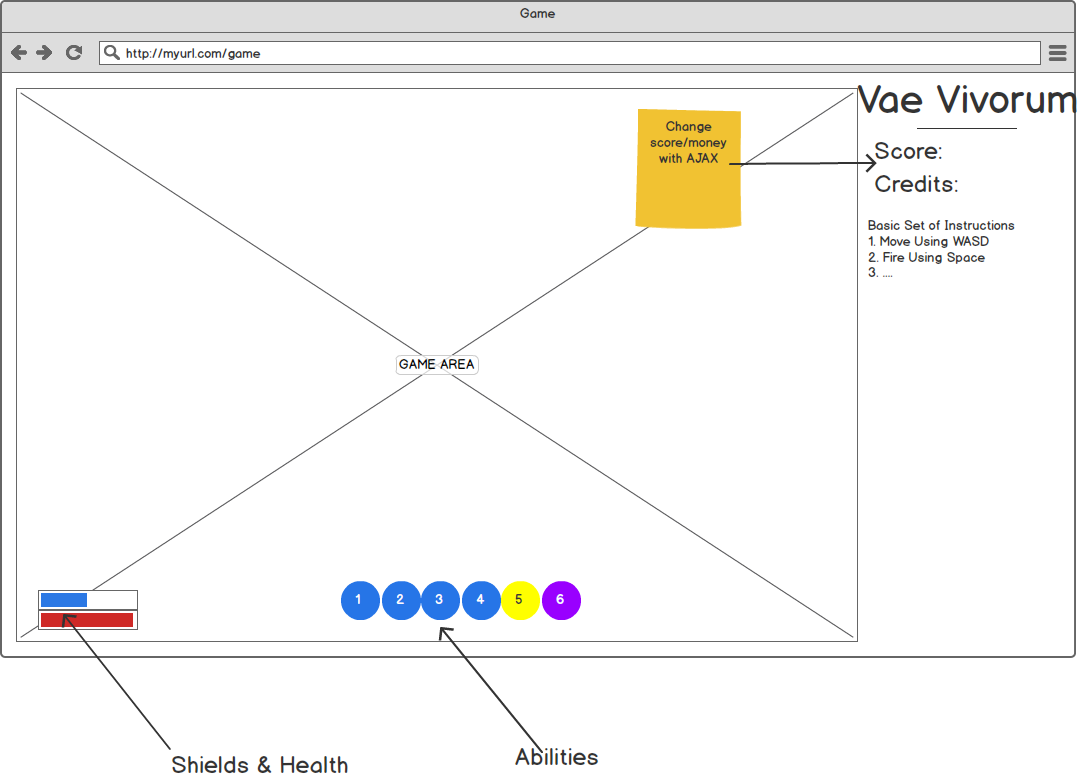 Game
http://myurl.com/game
Vae Vivorum
Change
score/money
with AJAX
Score:
Credits:
Basic Set of Instructions
1. Move Using WASD
2. Fire Using Space
3. ....
GAME AREA
1 2 3 4 5 6
Shields & Health
Abilities